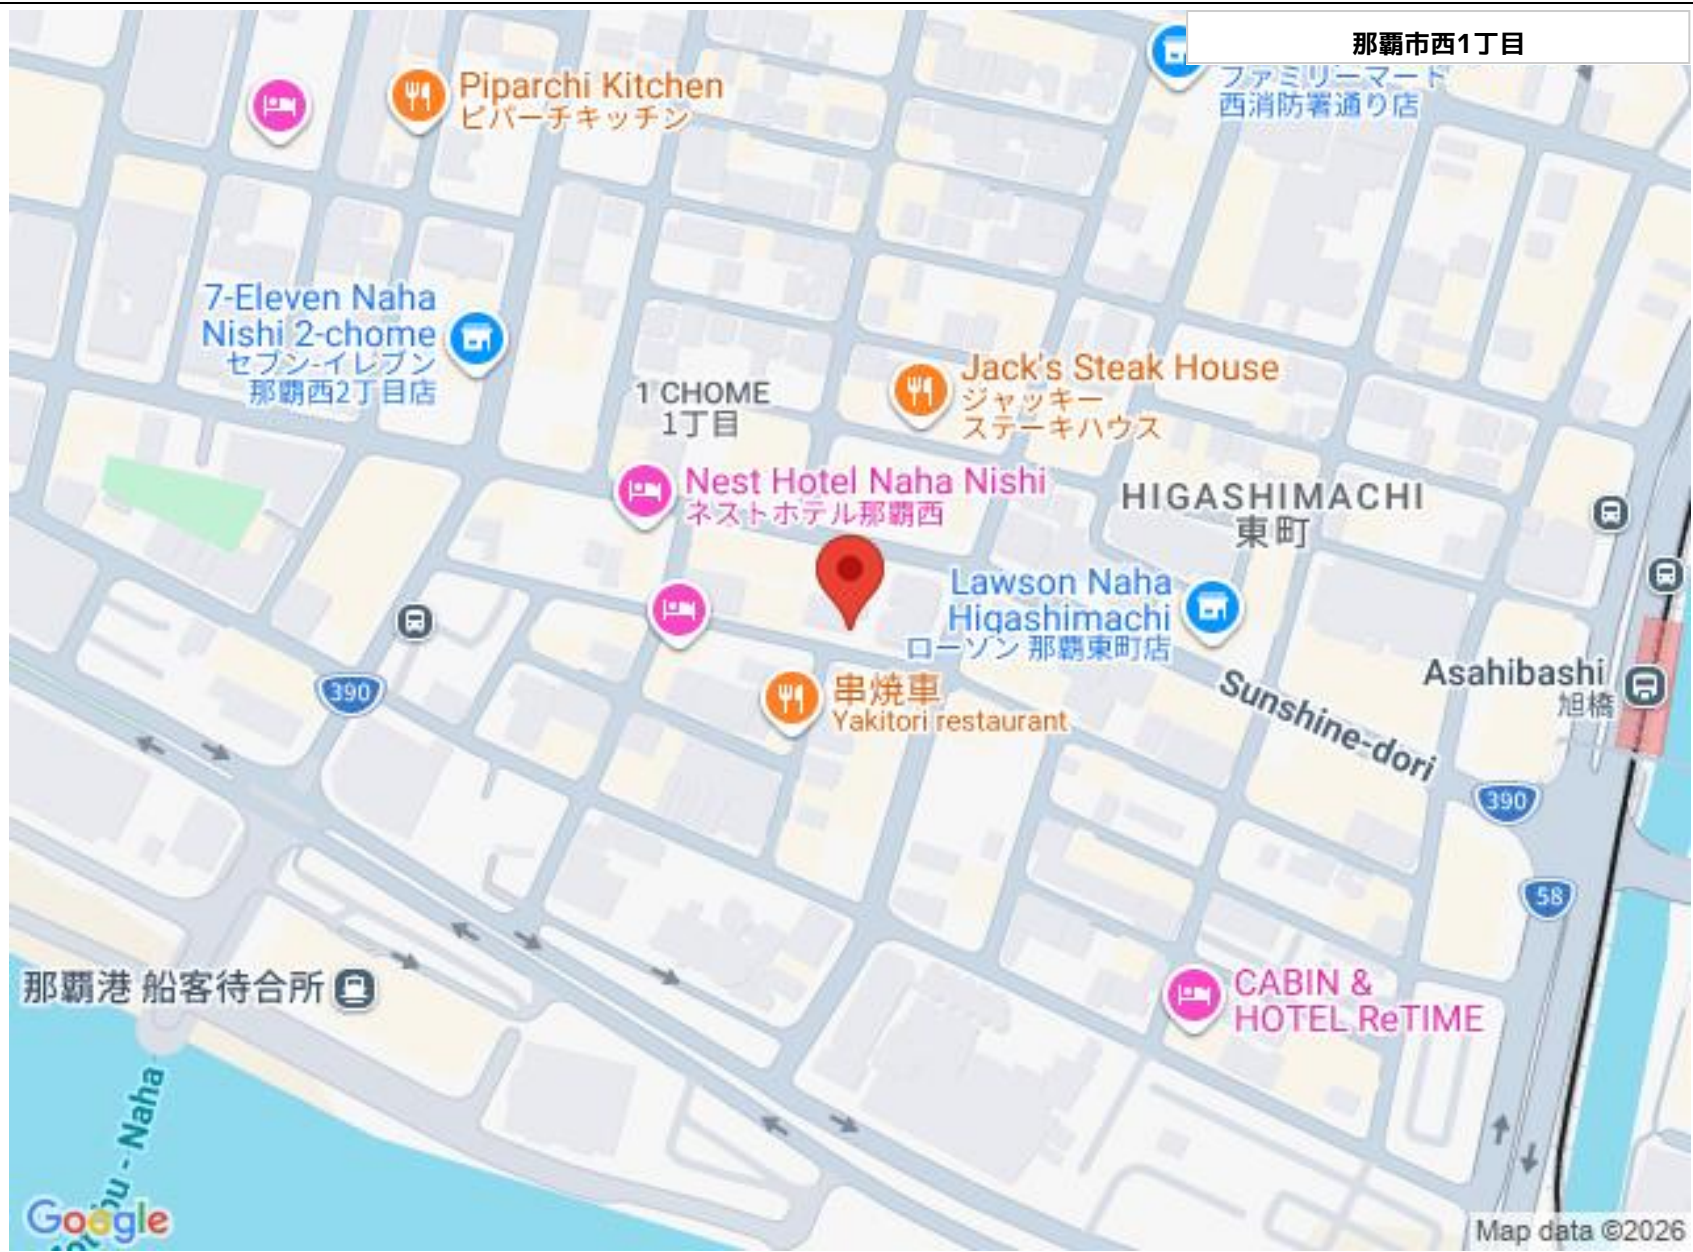 那覇市西1丁目
Piparchi Kitchen
ピパーチキッチン
ファミリーマート
西消防署通り店
7-Eleven Naha
Nishi 2-chome
セブン-イレブン
那覇西2丁目店
1 CHOME
1丁目
Jack's Steak House
ジャッキー
ステーキハウス
Nest Hotel Naha Nishi
ネストホテル那覇西
HIGASHIMACHI
東町
Lawson Naha
Higashimachi
ローソン 那覇東町店
Asahibashi
旭橋
390
串焼車
Yakitori restaurant
Sunshine-dori
390
58
那覇港 船客待合所
CABIN &
HOTEL ReTIME
- Naha
Google
Map data ©2026